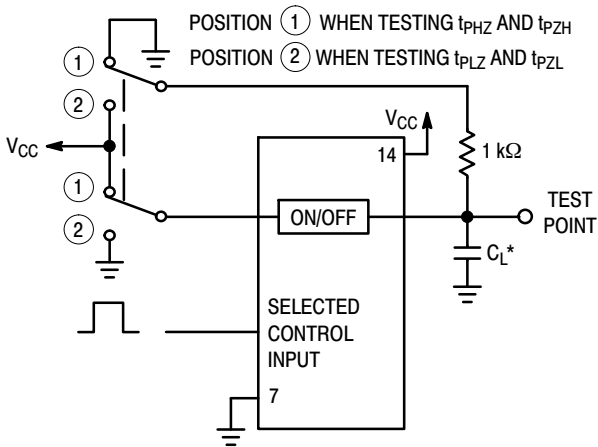 POSITION 1 WHEN TESTING tPHZ AND tPZH
POSITION 2 WHEN TESTING tPLZ AND tPZL
1
2
VCC
1
2
VCC
14
1 kΩ
ON/OFF
TEST
POINT
CL*
SELECTED
CONTROL
INPUT
7